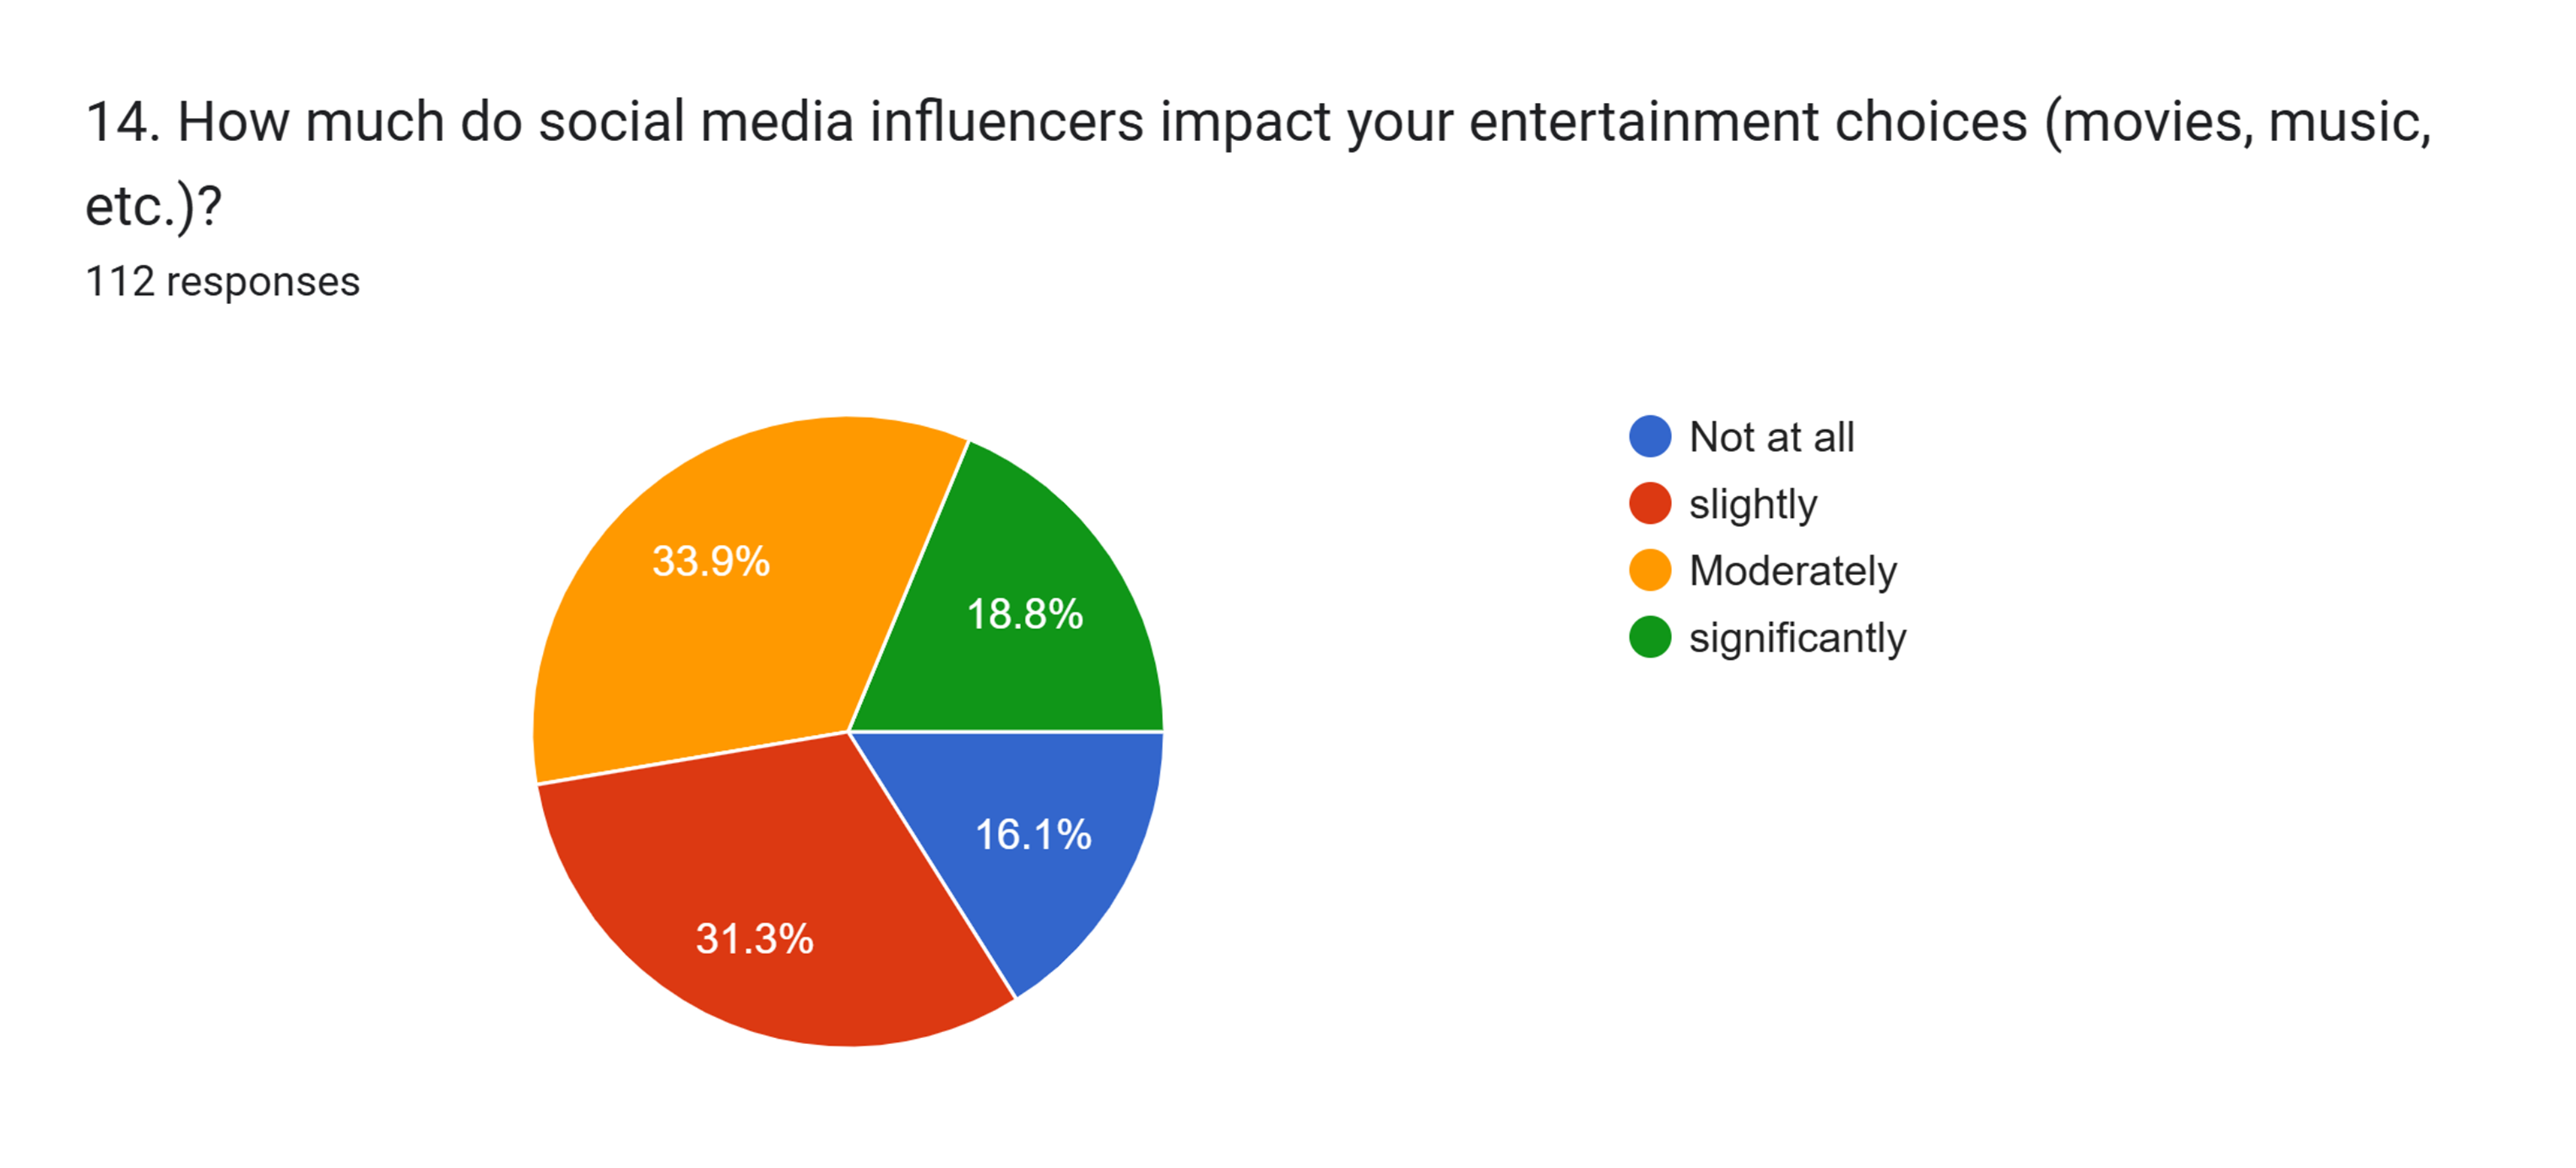 14. How much do social media influencers impact your entertainment choices (movies, music,
etc.)?
112 responses
Not at all
slightly
Moderately
significantly
33.9%
18.8%
16.1%
31.3%